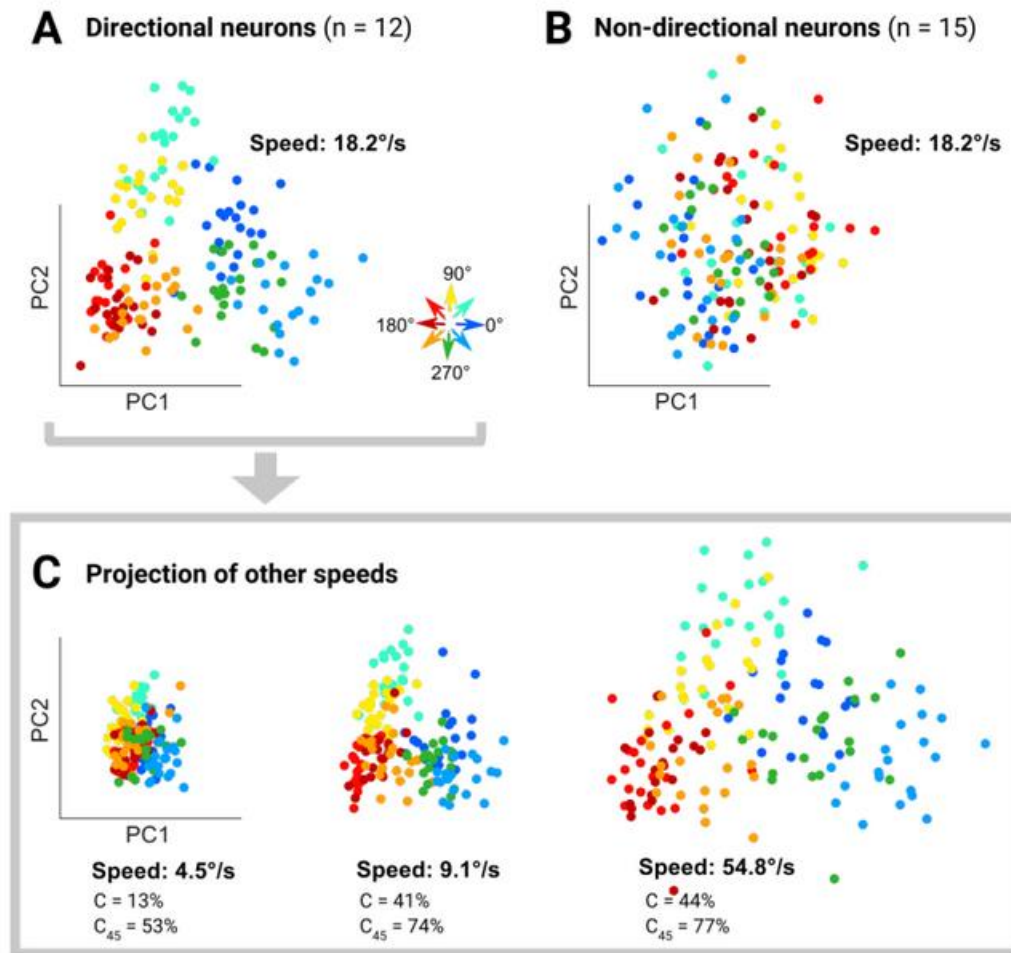 A Directional neurons (n = 12)
B Non-directional neurons (n = 15)
Speed: 18.2°/s
Speed: 18.2°/s
PC2
PC1
90°
180°
0°
270°
PC2
PC1
C Projection of other speeds
PC2
PC1
Speed: 4.5°/s
C = 13%
C45 = 53%
Speed: 9.1°/s
C = 41%
C45 = 74%
Speed: 54.8°/s
C = 44%
C45 = 77%